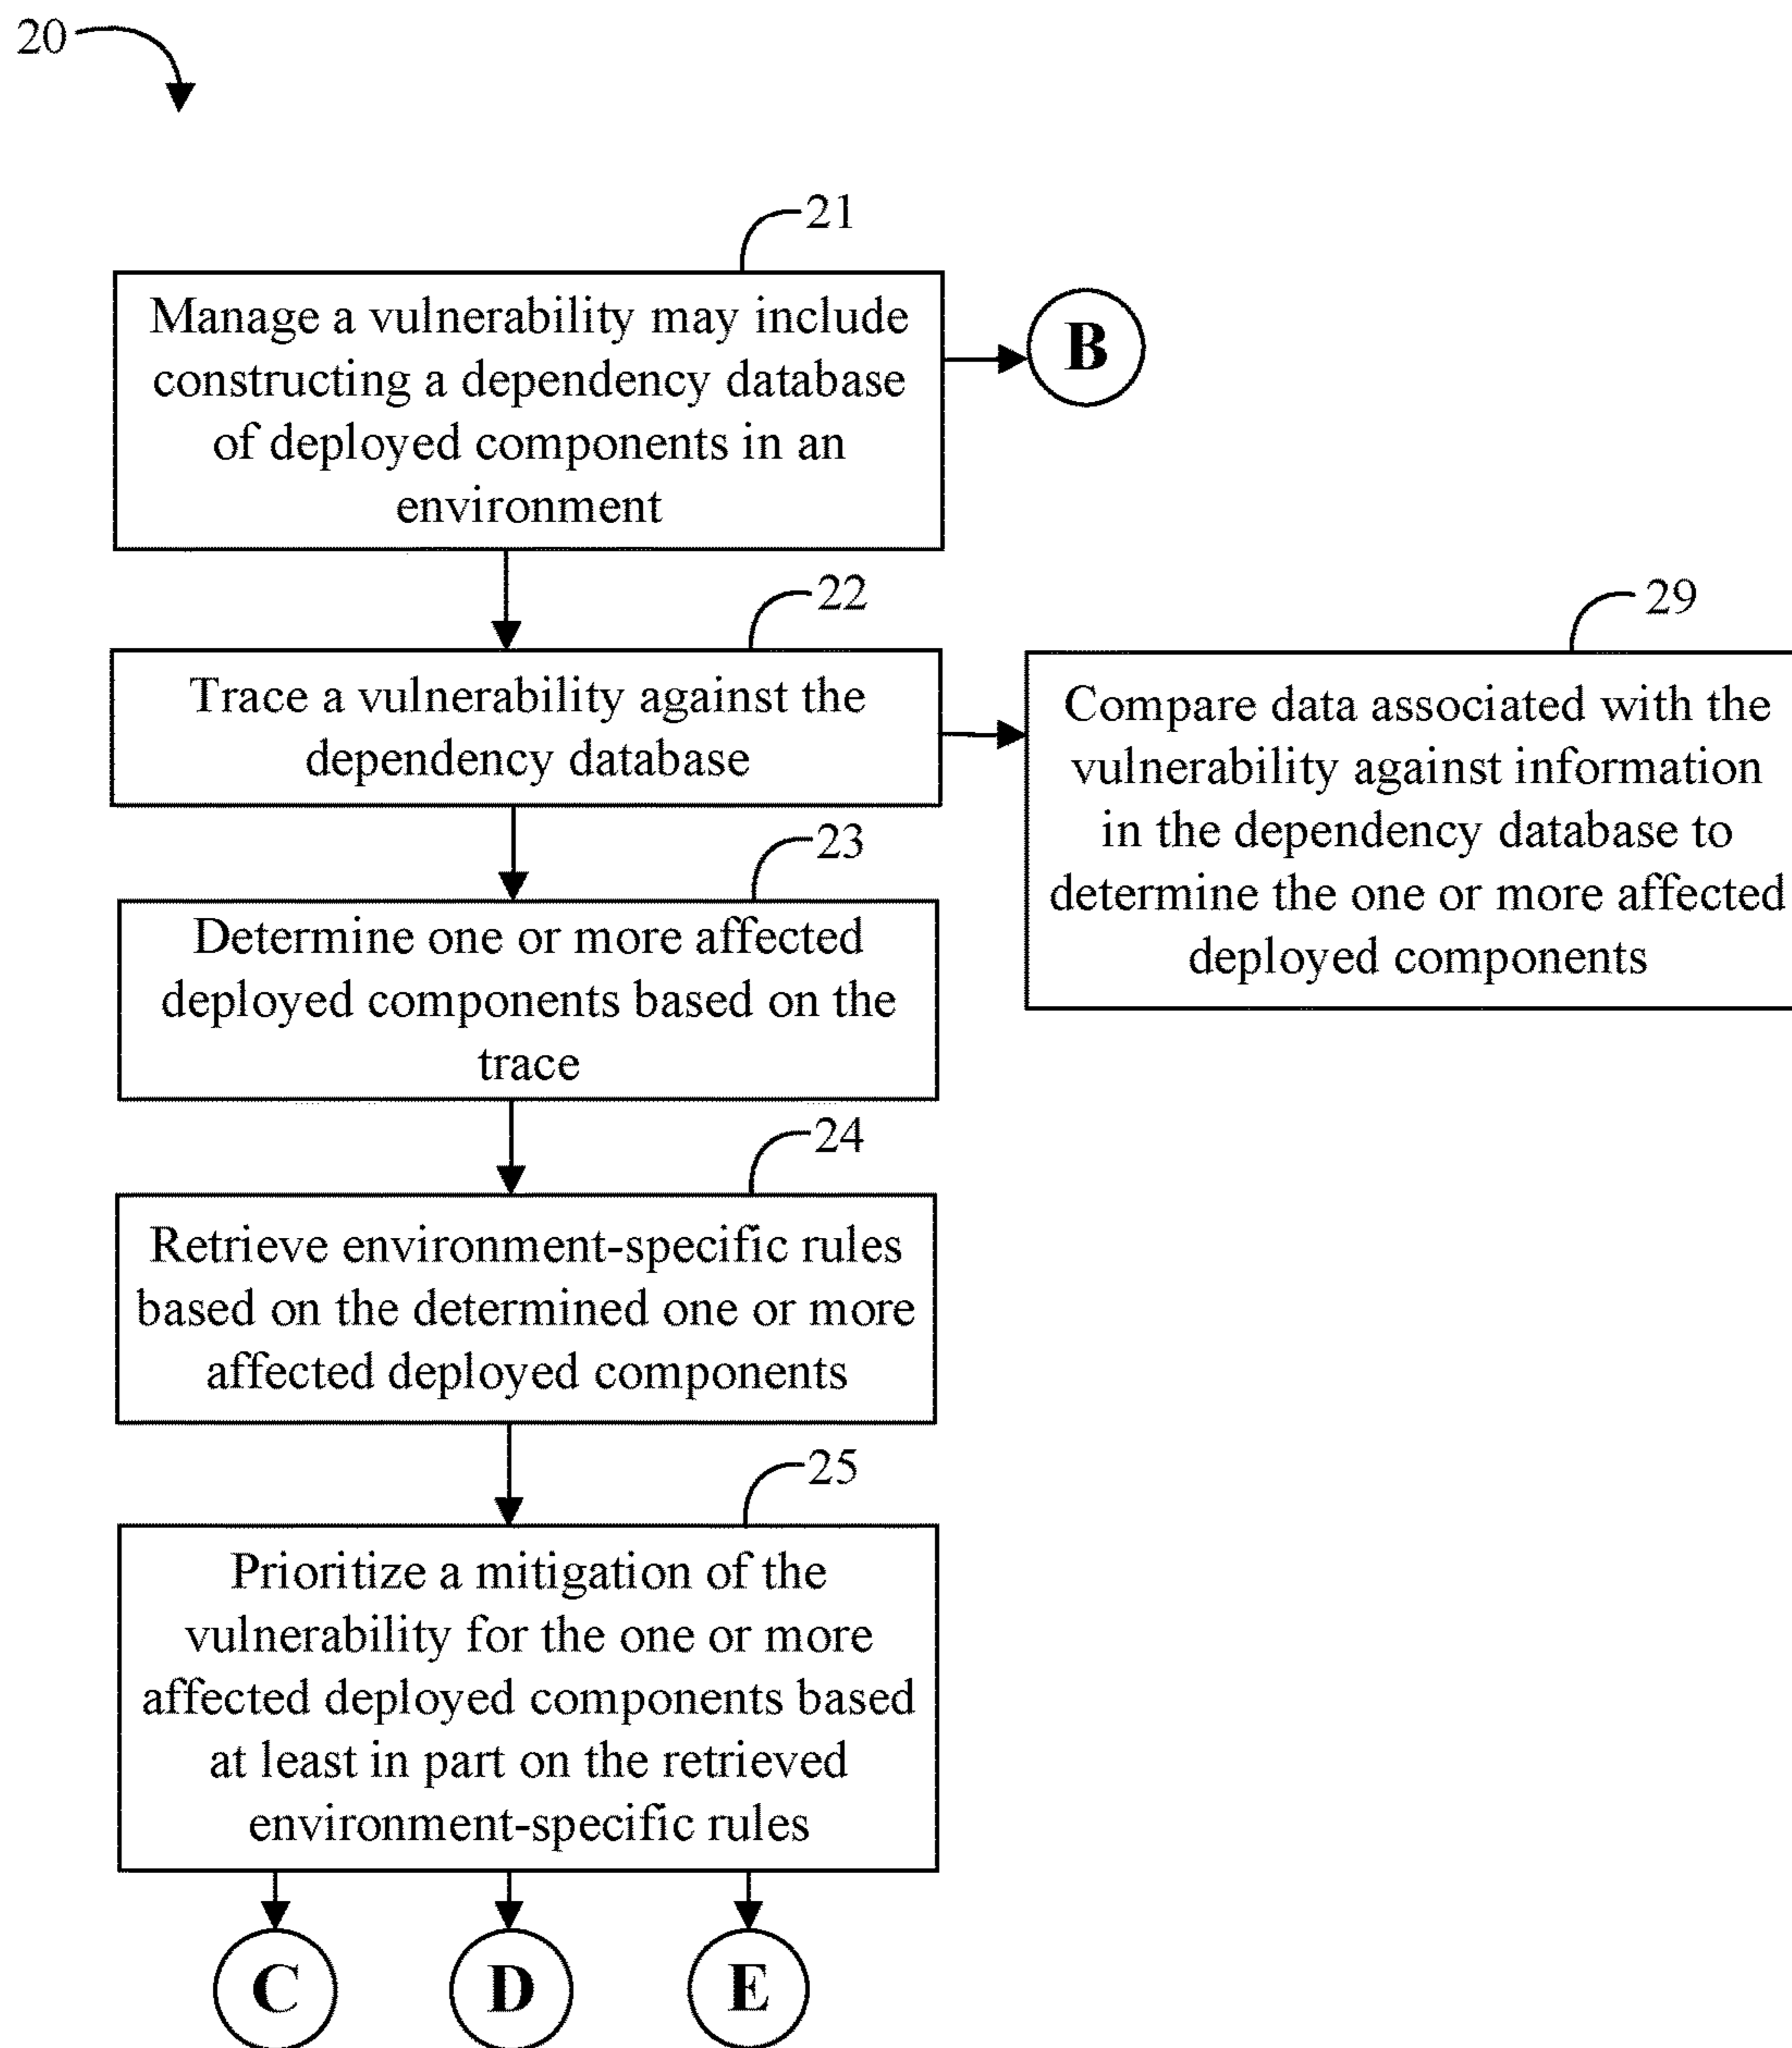 20
21
Manage a vulnerability may include
constructing a dependency database
of deployed components in an
environment
B
22
Trace a vulnerability against the
dependency database
29
Compare data associated with the
vulnerability against information
in the dependency database to
determine the one or more affected
deployed components
23
Determine one or more affected
deployed components based on the
trace
24
Retrieve environment-specific rules
based on the determined one or more
affected deployed components
25
Prioritize a mitigation of the
vulnerability for the one or more
affected deployed components based
at least in part on the retrieved
environment-specific rules
C
D
E